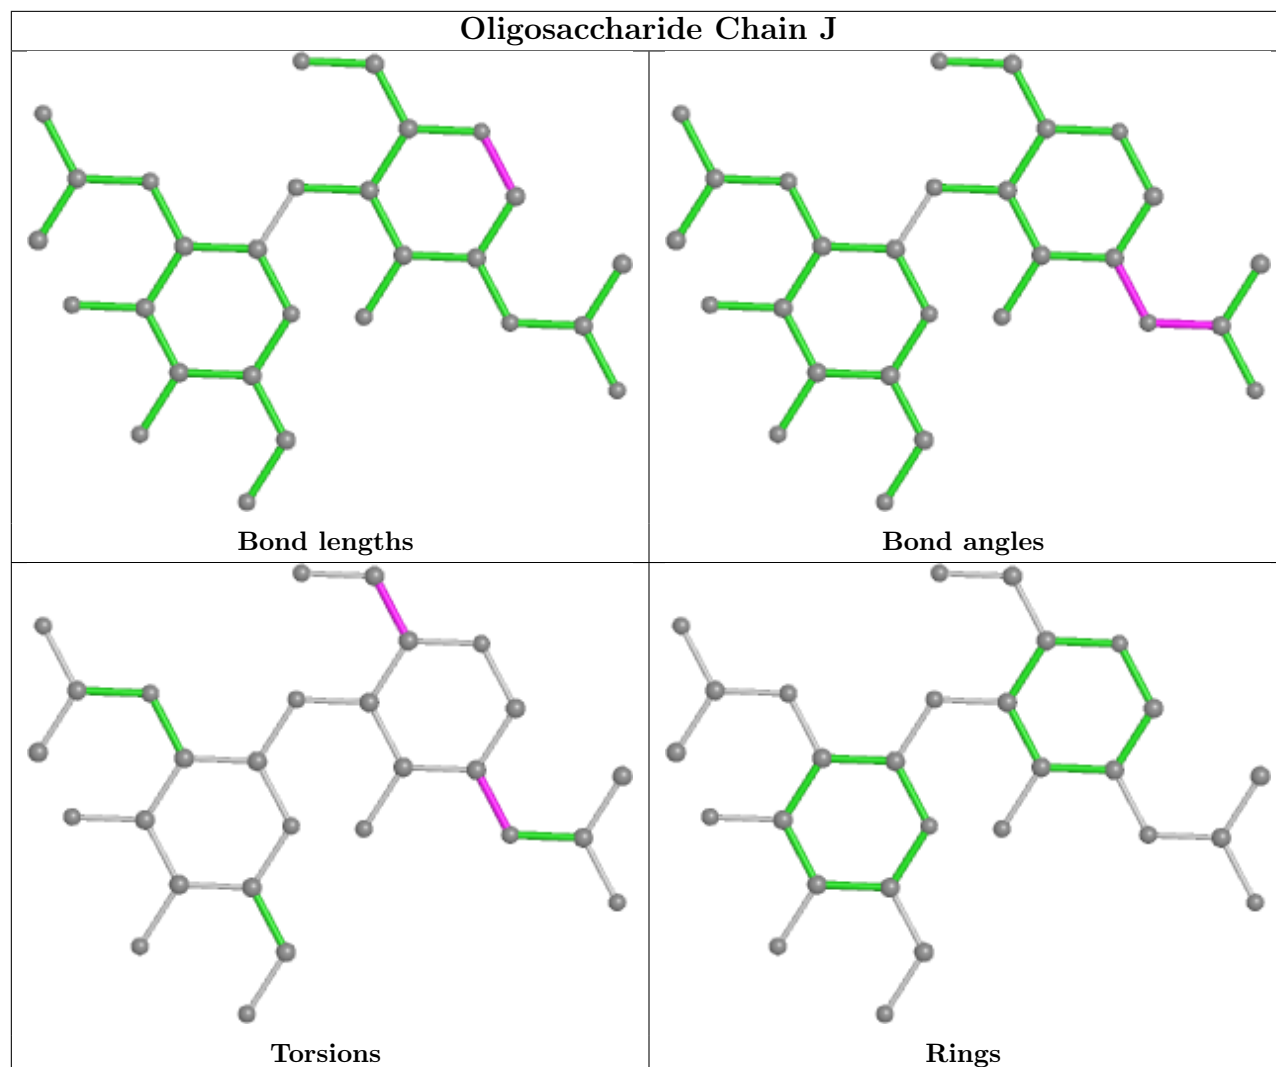 Oligosaccharide Chain J
Bond lengths
Bond angles
Torsions
Rings